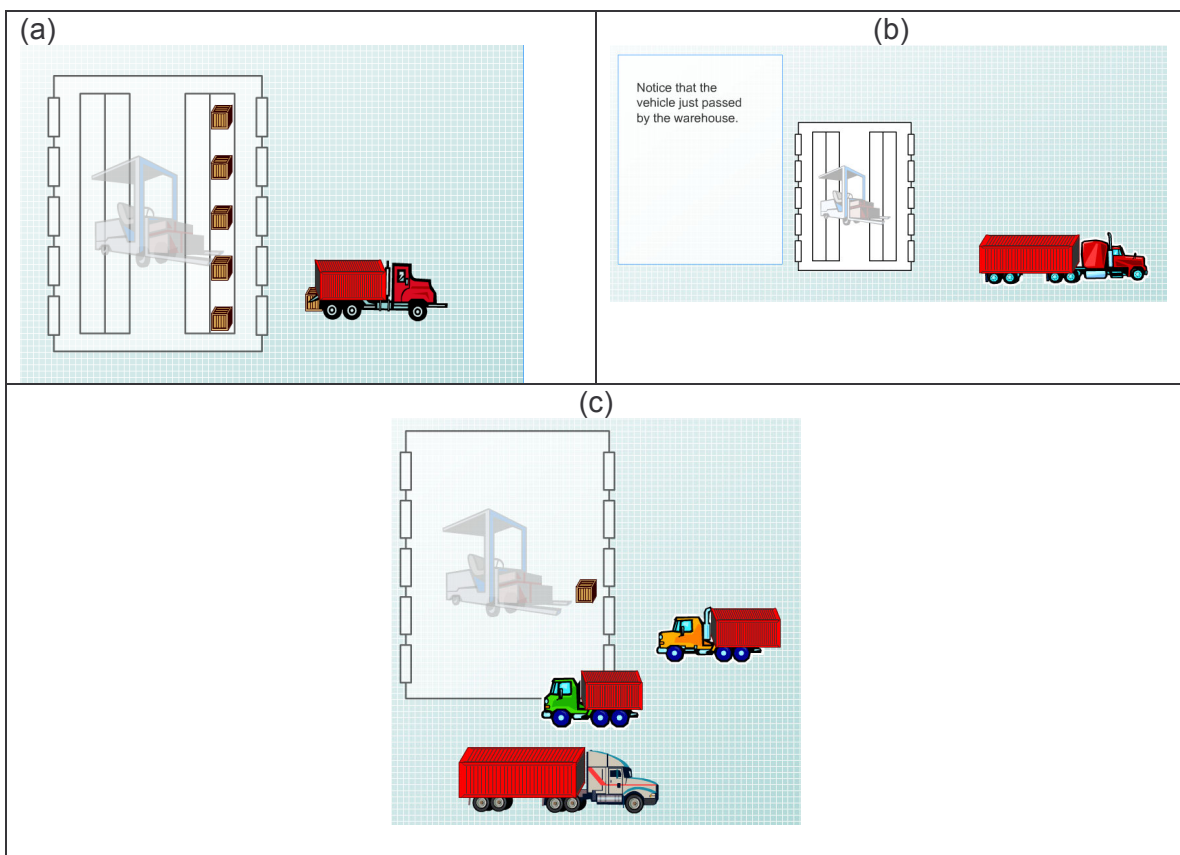 (a)
(b)
Notice that the
vehicle just passed
by the warehouse.
(c)